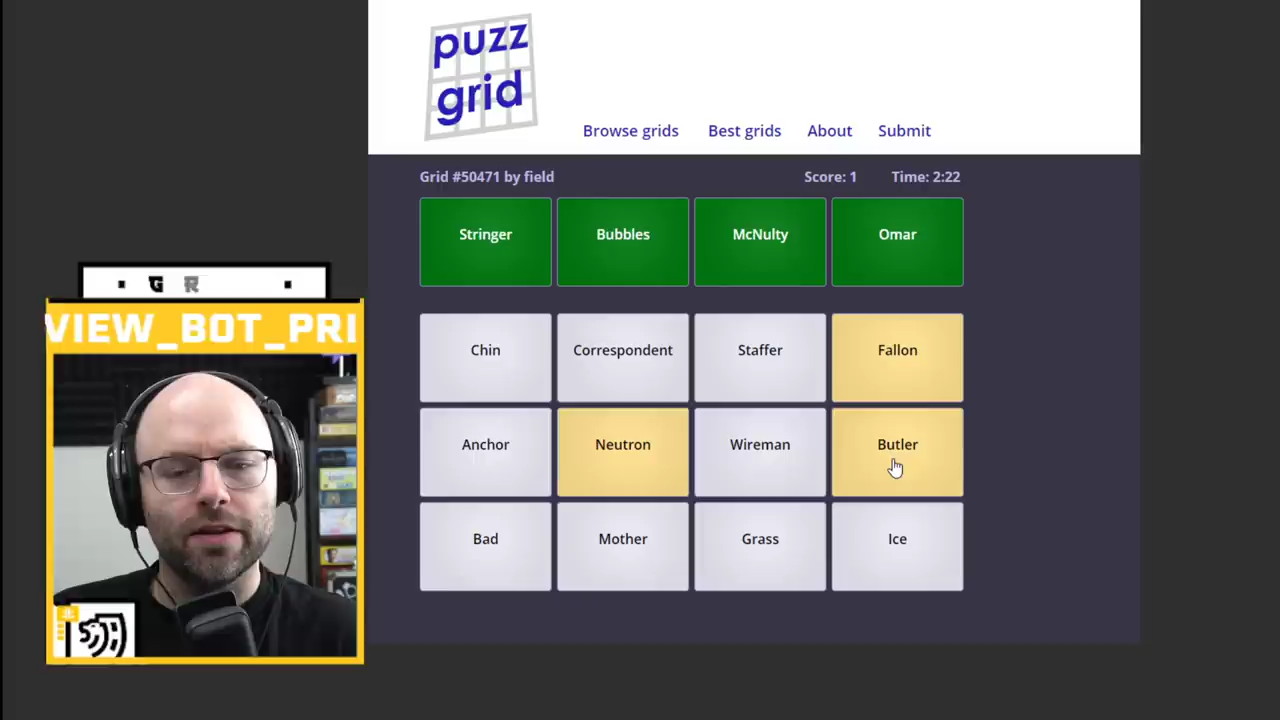 puzz
grid
Browse grids Best grids About Submit
Grid #50471 by field Score: 1 Time: 2:22
Stringer Bubbles McNulty Omar
Chin Correspondent Staffer Fallon
Anchor Neutron Wireman Butler
Bad Mother Grass Ice
G R
VIEW_BOT_PRI